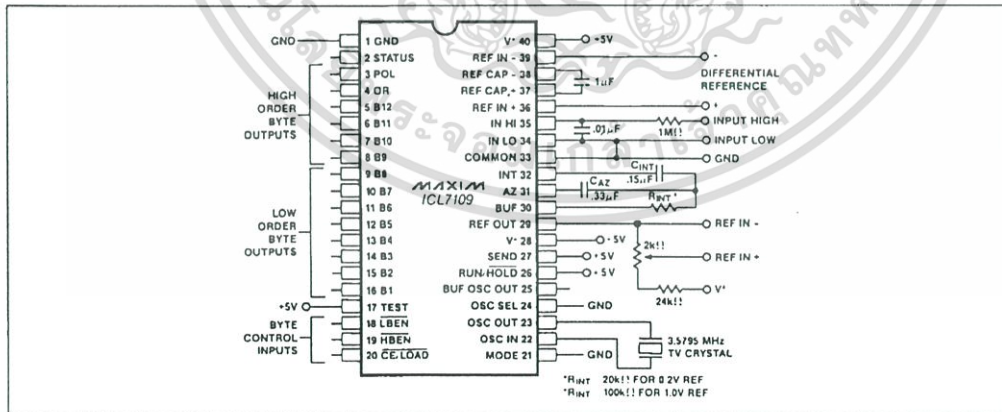 GND
1 GND
2 STATUS
3 POL
4 OR
5 B12
6 B11
7 B10
8 B9
9 B8
10 B7
11 B6
12 B5
13 B4
14 B3
15 B2
16 B1
17 TEST
18 LBEN
19 HBEN
20 CE/LOAD
HIGH
ORDER
BYTE
OUTPUTS
LOW
ORDER
BYTE
OUTPUTS
+5V
BYTE
CONTROL
INPUTS
MAXIM
ICL7109
V+ 40
REF IN - 39
REF CAP - 38
REF CAP + 37
REF IN + 36
IN HI 35
IN LO 34
COMMON 33
INT 32
AZ 31
BUF 30
REF OUT 29
V- 28
SEND 27
RUN/HOLD 26
BUF OSC OUT 25
OSC SEL 24
OSC OUT 23
OSC IN 22
MODE 21
+5V
-
DIFFERENTIAL
REFERENCE
1µF
+
INPUT HIGH
1MΩ
.01µF
INPUT LOW
GND
CINT
.15µF
CAZ
.33µF
RINT*
REF IN -
2kΩ
REF IN +
24kΩ
V+
-5V
+5V
+5V
GND
3.5795 MHz
TV CRYSTAL
GND
*RINT 20kΩ FOR 0.2V REF
*RINT 100kΩ FOR 1.0V REF